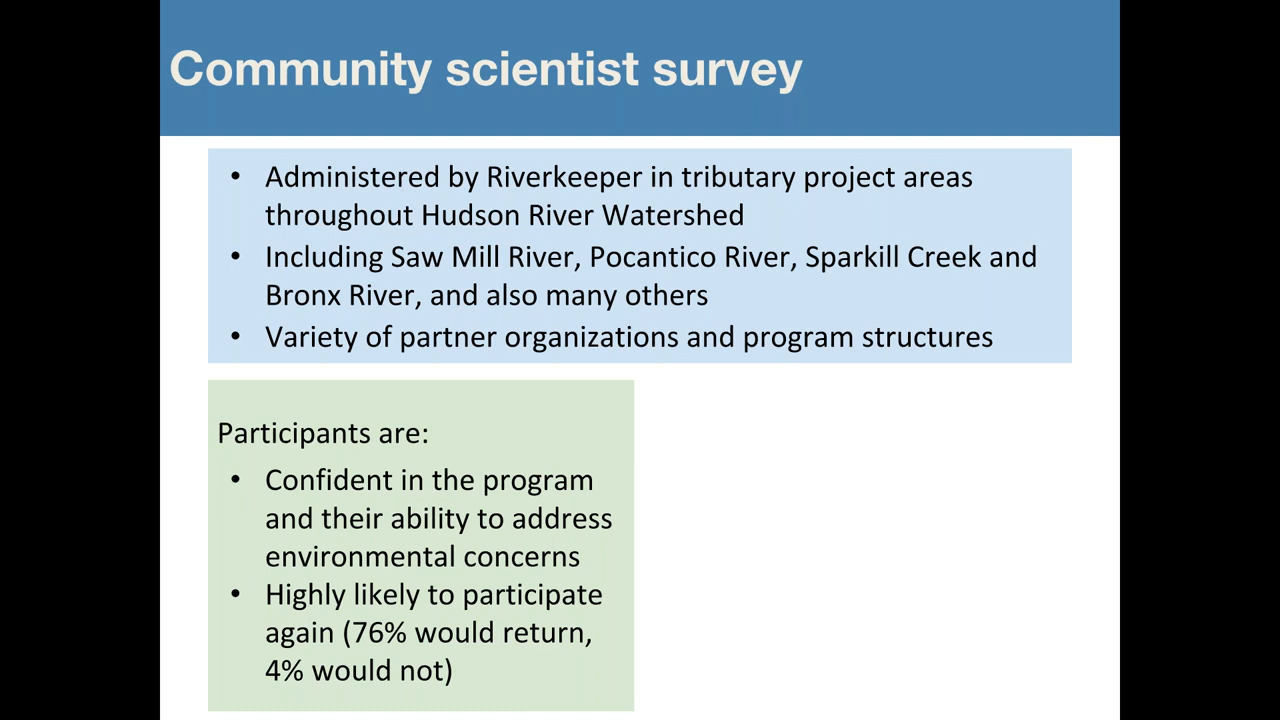 Community scientist survey
• Administered by Riverkeeper in tributary project areas
throughout Hudson River Watershed
• Including Saw Mill River, Pocantico River, Sparkill Creek and
Bronx River, and also many others
• Variety of partner organizations and program structures
Participants are:
• Confident in the program
and their ability to address
environmental concerns
• Highly likely to participate
again (76% would return,
4% would not)